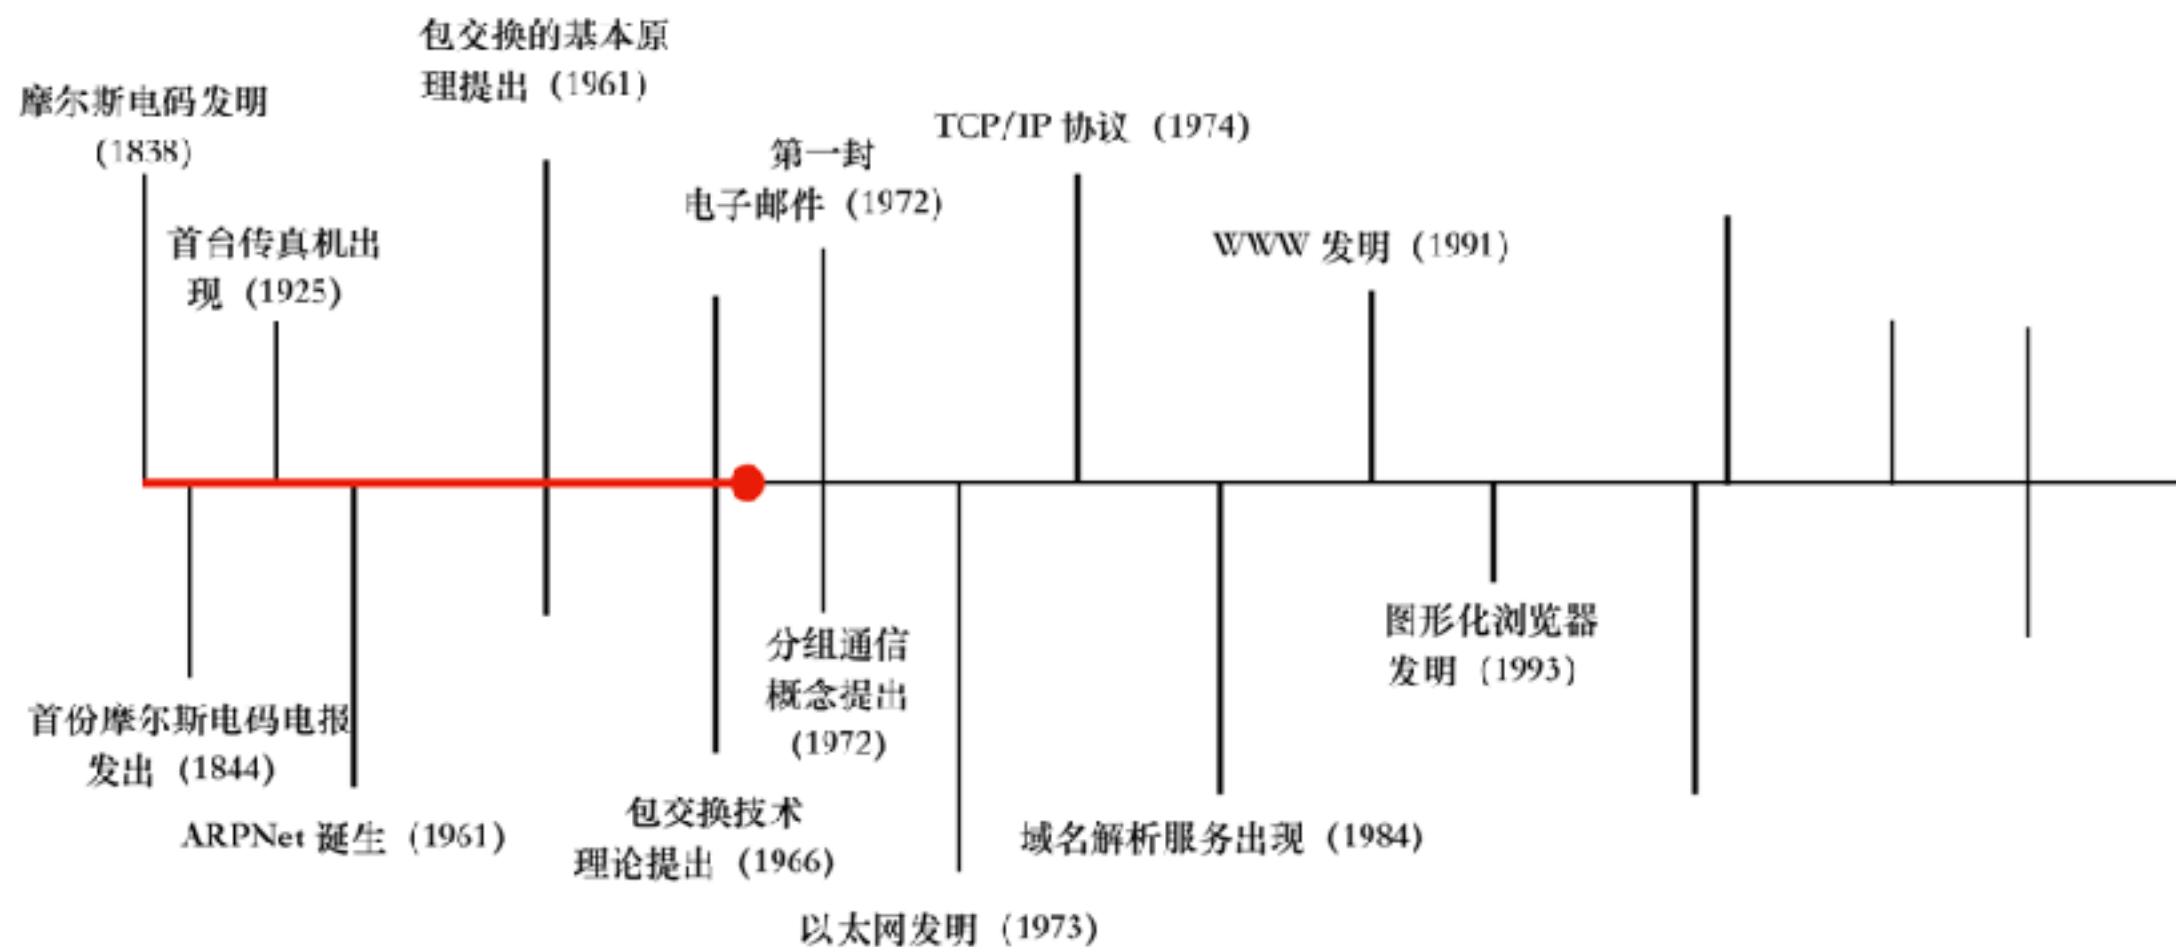 包交换的基本原
理提出（1961）
摩尔斯电码发明
（1838）
TCP/IP 协议（1974）
第一封
电子邮件（1972）
首台传真机出
现（1925）
WWW 发明（1991）
图形化浏览器
发明（1993）
分组通信
概念提出
（1972）
首份摩尔斯电码电报
发出（1844）
包交换技术
理论提出（1966）
ARPNet 诞生（1961）
域名解析服务出现（1984）
以太网发明（1973）